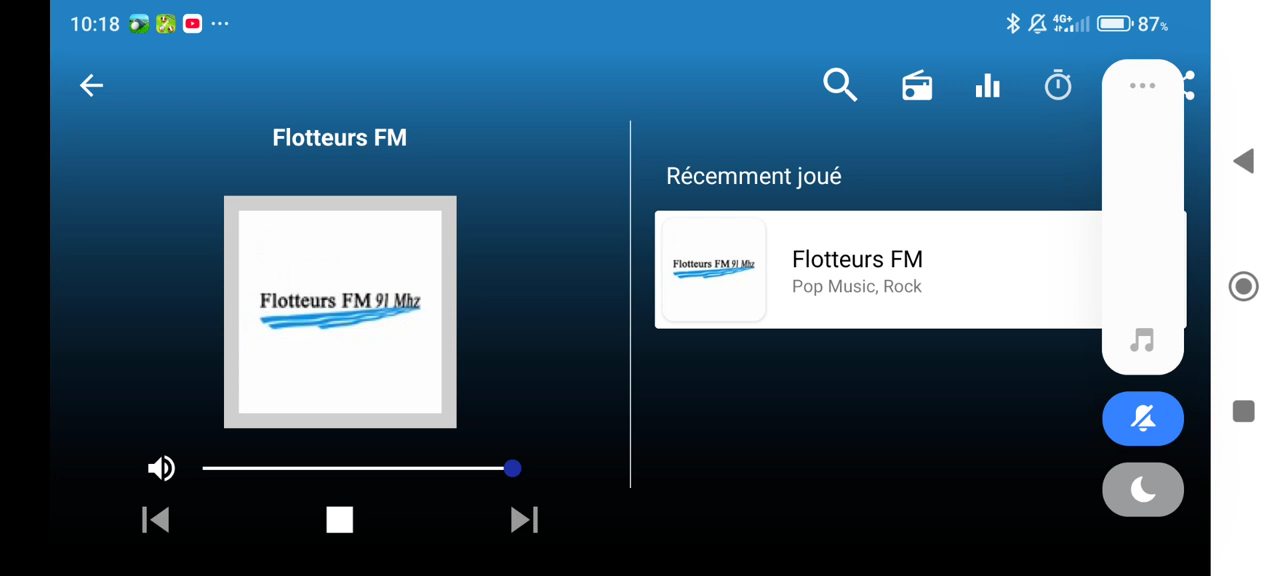 10:18
4G+
87%
Flotteurs FM
Flotteurs FM 91 Mhz
Récemment joué
Flotteurs FM 91 Mhz
Flotteurs FM
Pop Music, Rock